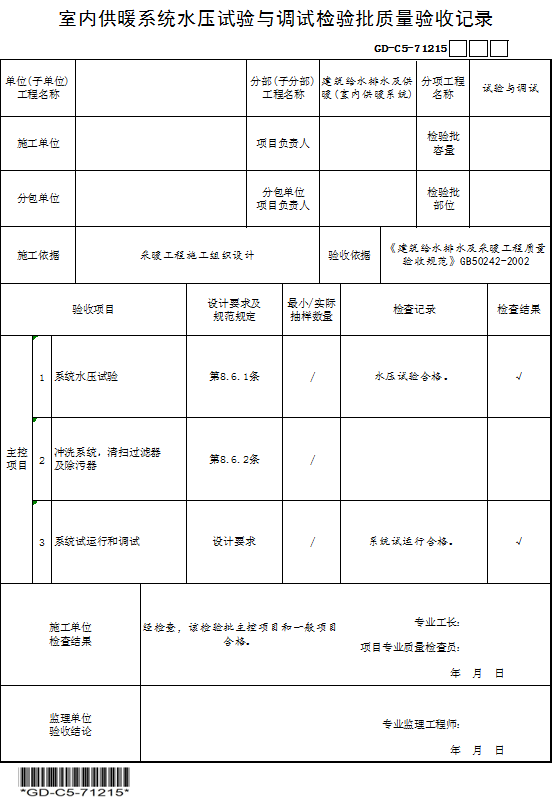 室内供暖系统水压试验与调试检验批质量验收记录
GD-C5-71215
单位(子单位)
工程名称
分部(子分部)
工程名称
建筑给水排水及供
暖(室内供暖系统)
分项工程
名称
试验与调试
施工单位
项目负责人
检验批
容量
分包单位
分包单位
项目负责人
检验批
部位
施工依据
采暖工程施工组织设计
验收依据
《建筑给水排水及采暖工程质量
验收规范》GB50242-2002
验收项目
设计要求及
规范规定
最小/实际
抽样数量
检查记录
检查结果
主控
项目
1
系统水压试验
第8.6.1条
/
水压试验合格。
√
2
冲洗系统，清扫过滤器
及除污器
第8.6.2条
/
3
系统试运行和调试
设计要求
/
系统试运行合格。
√
施工单位
检查结果
经检查，该检验批主控项目和一般项目
合格。
专业工长:
项目专业质量检查员:
年 月 日
监理单位
验收结论
专业监理工程师:
年 月 日
*GD-C5-71215*